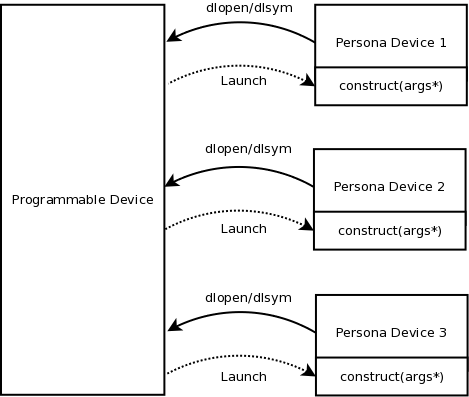 dlopen/dlsym
Persona Device 1
Launch
construct(args*)
dlopen/dlsym
Persona Device 2
Programmable Device
Launch
construct(args*)
dlopen/dlsym
Persona Device 3
Launch
construct(args*)